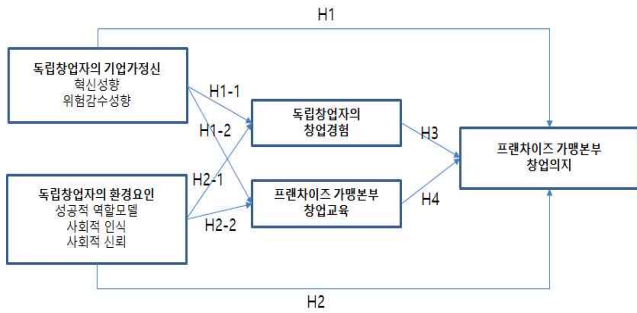 H1
독립창업자의 기업가정신
혁신성향
위험감수성향
H1-1
H1-2
독립창업자의
창업경험
H3
프랜차이즈 가맹본부
창업의지
독립창업자의 환경요인
성공적 역할모델
사회적 인식
사회적 신뢰
H2-1
H2-2
프랜차이즈 가맹본부
창업교육
H4
H2